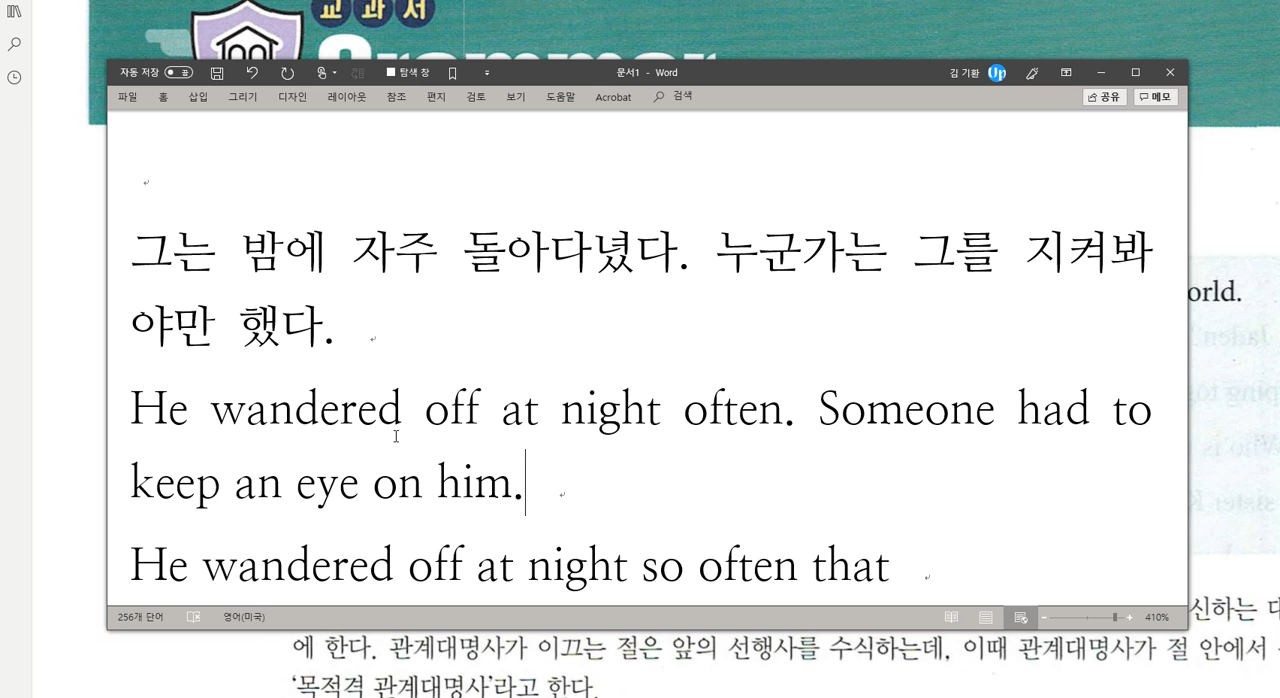 교과서
Grammar
자동 저장 끔 탐색 창 문서1 - Word 김 기환
파일 홈 삽입 그리기 디자인 레이아웃 참조 편지 검토 보기 도움말 Acrobat 검색 공유 메모
그는 밤에 자주 돌아다녔다. 누군가는 그를 지켜봐
야만 했다.
orld.
He wandered off at night often. Someone had to
keep an eye on him.
He wandered off at night so often that
256개 단어 영어(미국) 410%
신하는 대
에 한다. 관계대명사가 이끄는 절은 앞의 선행사를 수식하는데, 이때 관계대명사가 절 안에서
‘목적격 관계대명사’라고 한다.